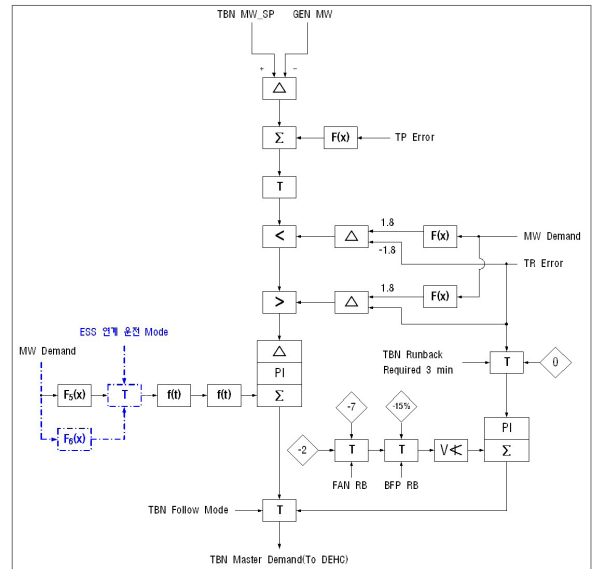 TBN MW_SP GEN MW
+ −
△
Σ F(x) TP Error
T
1.8
< △ F(x) MW Demand
-1.8
TR Error
1.8
> △ F(x)
ESS 연계 운전 Mode
△
TBN Runback
Required 3 min
T 0
MW Demand
PI
F₅(x) T f(t) f(t) Σ
-7 -15%
PI
F₆(x)
-2 T T V≮ Σ
FAN RB BFP RB
TBN Follow Mode T
TBN Master Demand(To DEHC)